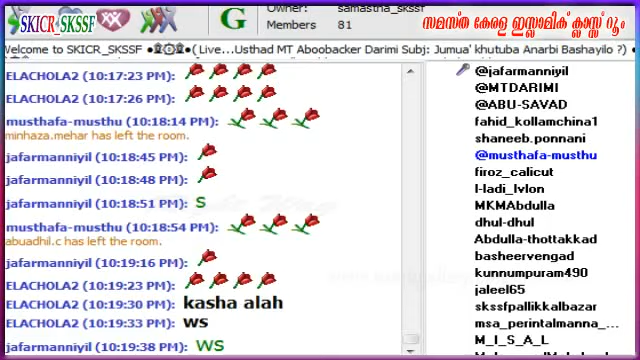 SKICR_SKSSF
G
Owner: samastha_skssf
Members 81
സമസ്ത കേരള ഇസ്ലാമിക് ക്ലാസ്സ് റൂം
Welcome to SKICR_SKSSF ( Live...Usthad MT Aboobacker Darimi Subj: Jumua' khutuba Anarbi Bashayilo ?)
ELACHOLA2 (10:17:23 PM):
ELACHOLA2 (10:17:26 PM):
musthafa-musthu (10:18:14 PM):
minhaza.mehar has left the room.
jafarmanniyil (10:18:45 PM):
jafarmanniyil (10:18:48 PM):
jafarmanniyil (10:18:51 PM): S
musthafa-musthu (10:18:54 PM):
abuadhil.c has left the room.
jafarmanniyil (10:19:16 PM):
ELACHOLA2 (10:19:23 PM):
ELACHOLA2 (10:19:30 PM): kasha alah
ELACHOLA2 (10:19:33 PM): ws
jafarmanniyil (10:19:38 PM): WS
@jafarmanniyil
@MTDARIMI
@ABU-SAVAD
fahid_kollamchina1
shaneeb.ponnani
@musthafa-musthu
firoz_calicut
l-ladi_lvlon
MKMAbdulla
dhul-dhul
Abdulla-thottakkad
basheervengad
kunnumpuram490
jaleel65
skssfpallikkalbazar
msa_perintalmanna_...
M_I_S_A_L